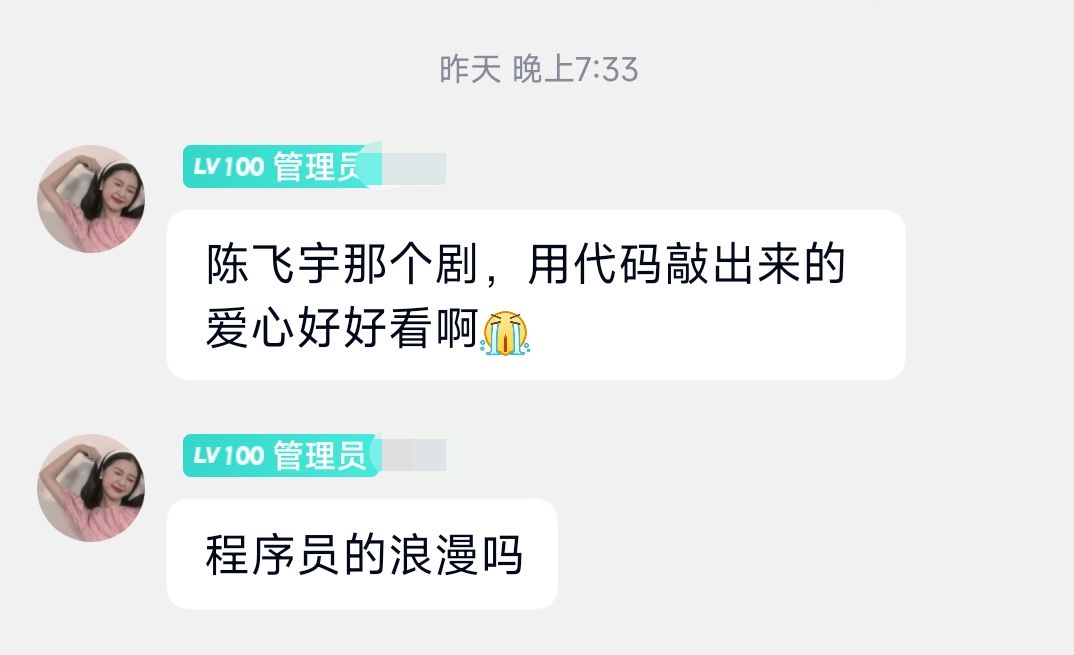 昨天 晚上7:33
LV100 管理员
陈飞宇那个剧，用代码敲出来的
爱心好好看啊
LV100 管理员
程序员的浪漫吗